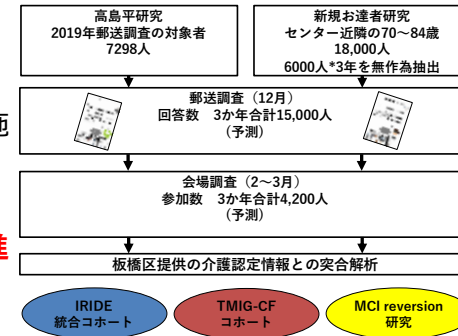 高島平研究
2019年郵送調査の対象者
7298人
新規お達者研究
センター近隣の70～84歳
18,000人
6000人*3年を無作為抽出
施
郵送調査（12月）
回答数　3か年合計15,000人
（予測）
会場調査（2～3月）
参加数　3か年合計4,200人
（予測）
進
板橋区提供の介護認定情報との突合解析
IRIDE
統合コホート
TMIG-CF
コホート
MCI reversion
研究